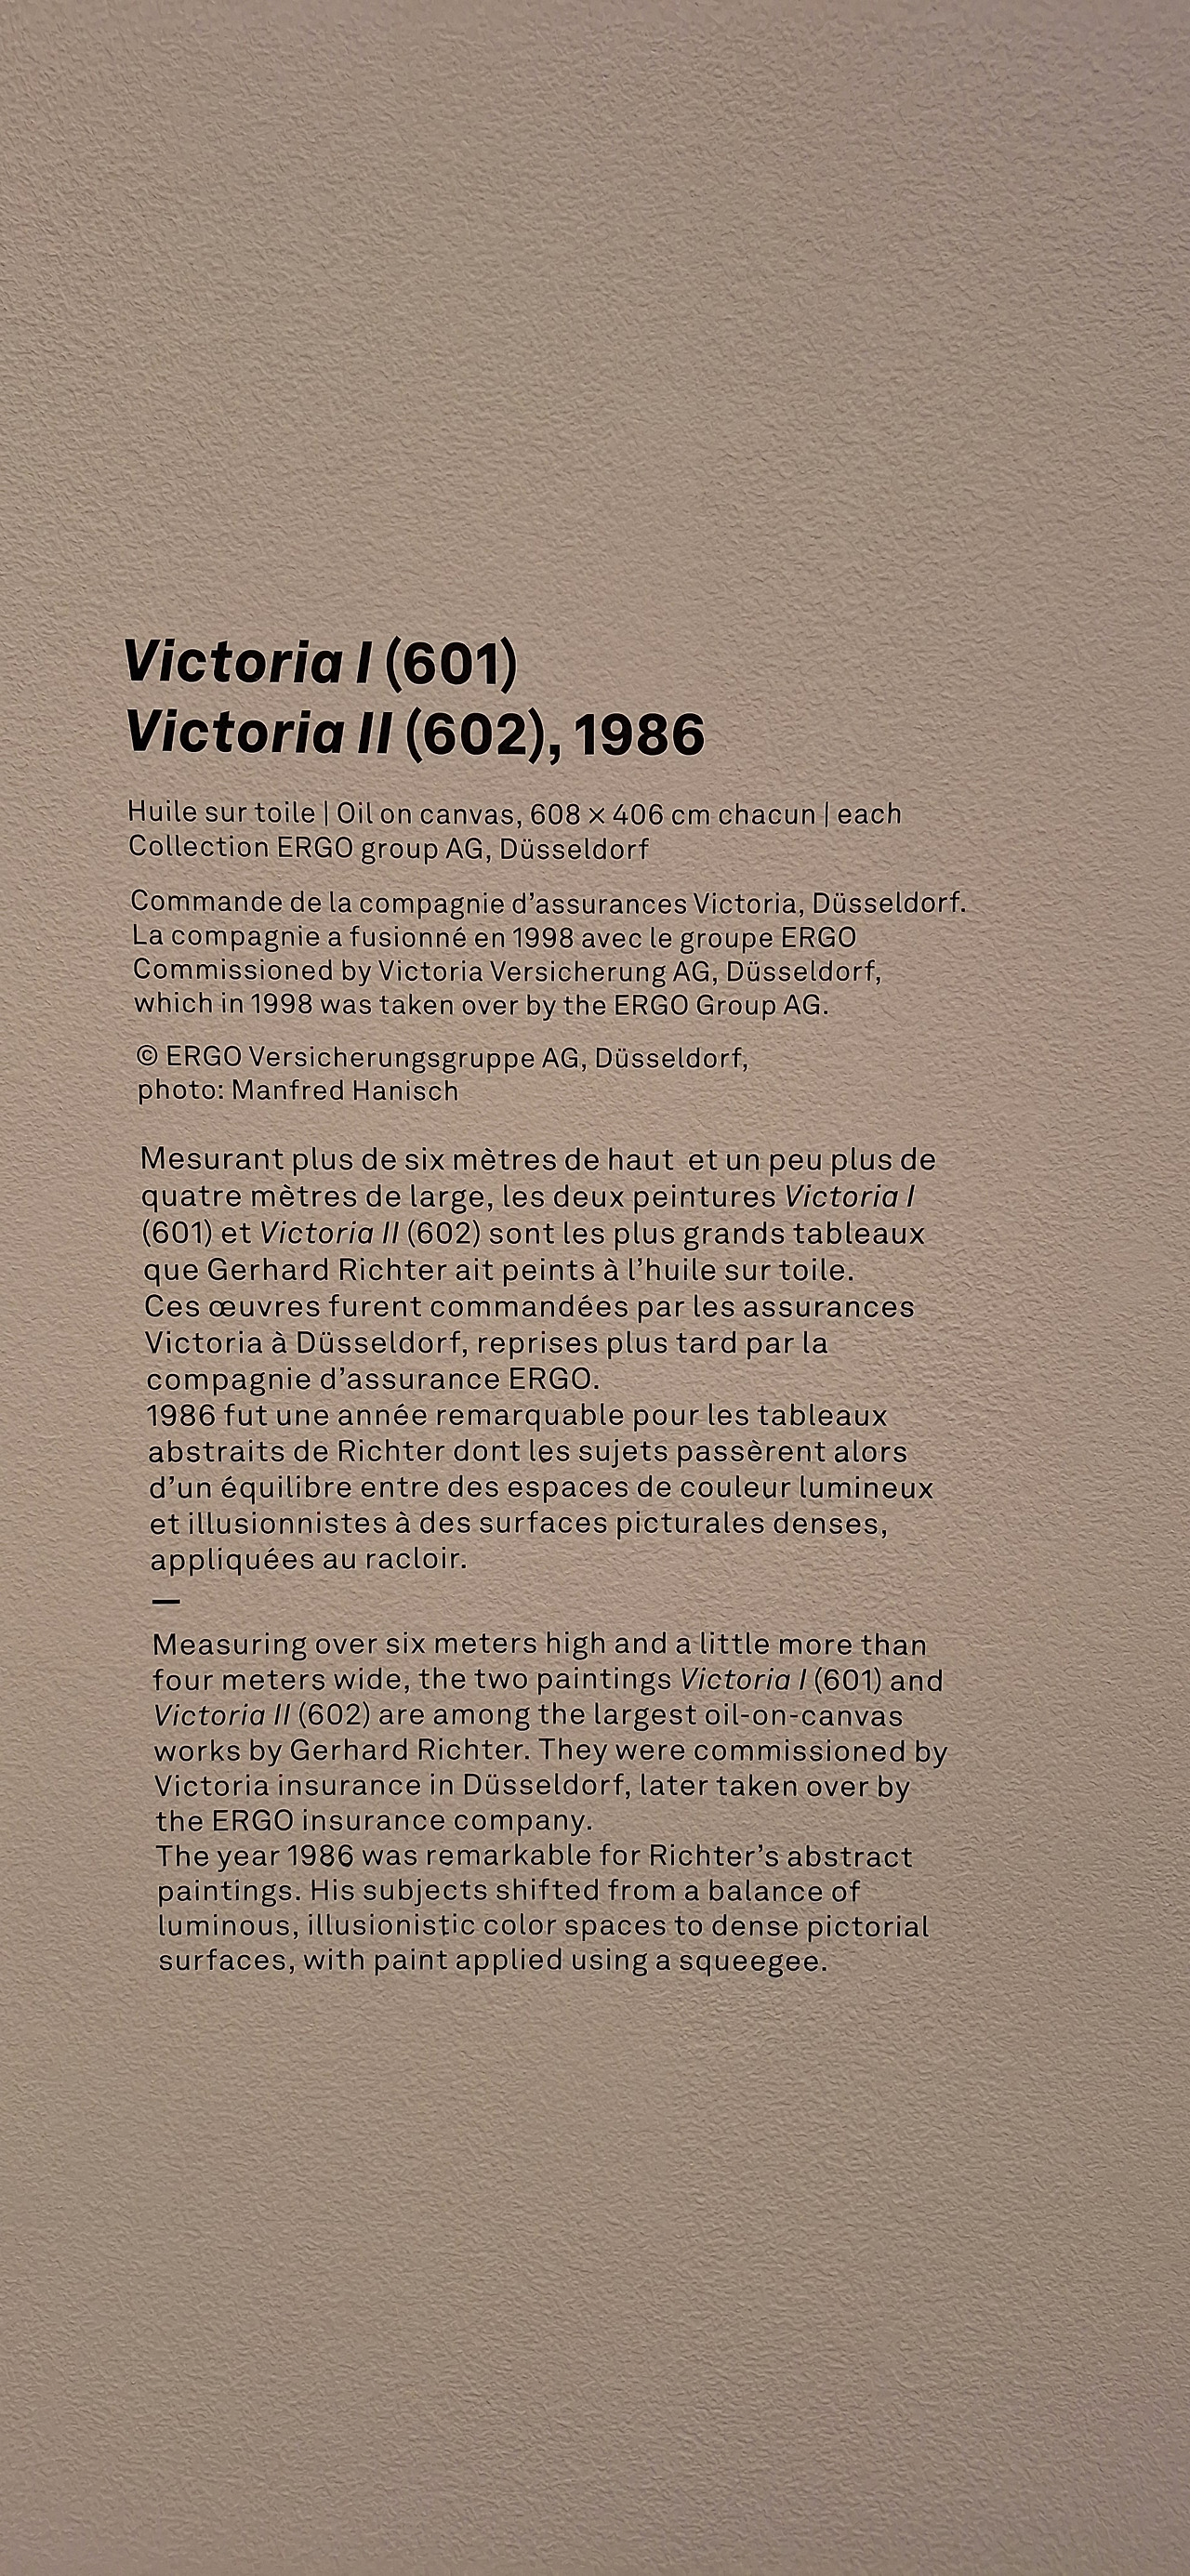 Victoria I (601)
Victoria II (602), 1986
Huile sur toile | Oil on canvas, 608 × 406 cm chacun | each
Collection ERGO group AG, Düsseldorf
Commande de la compagnie d’assurances Victoria, Düsseldorf.
La compagnie a fusionné en 1998 avec le groupe ERGO
Commissioned by Victoria Versicherung AG, Düsseldorf,
which in 1998 was taken over by the ERGO Group AG.
© ERGO Versicherungsgruppe AG, Düsseldorf,
photo: Manfred Hanisch
Mesurant plus de six mètres de haut et un peu plus de
quatre mètres de large, les deux peintures Victoria I
(601) et Victoria II (602) sont les plus grands tableaux
que Gerhard Richter ait peints à l’huile sur toile.
Ces œuvres furent commandées par les assurances
Victoria à Düsseldorf, reprises plus tard par la
compagnie d’assurance ERGO.
1986 fut une année remarquable pour les tableaux
abstraits de Richter dont les sujets passèrent alors
d’un équilibre entre des espaces de couleur lumineux
et illusionnistes à des surfaces picturales denses,
appliquées au racloir.
—
Measuring over six meters high and a little more than
four meters wide, the two paintings Victoria I (601) and
Victoria II (602) are among the largest oil-on-canvas
works by Gerhard Richter. They were commissioned by
Victoria insurance in Düsseldorf, later taken over by
the ERGO insurance company.
The year 1986 was remarkable for Richter’s abstract
paintings. His subjects shifted from a balance of
luminous, illusionistic color spaces to dense pictorial
surfaces, with paint applied using a squeegee.